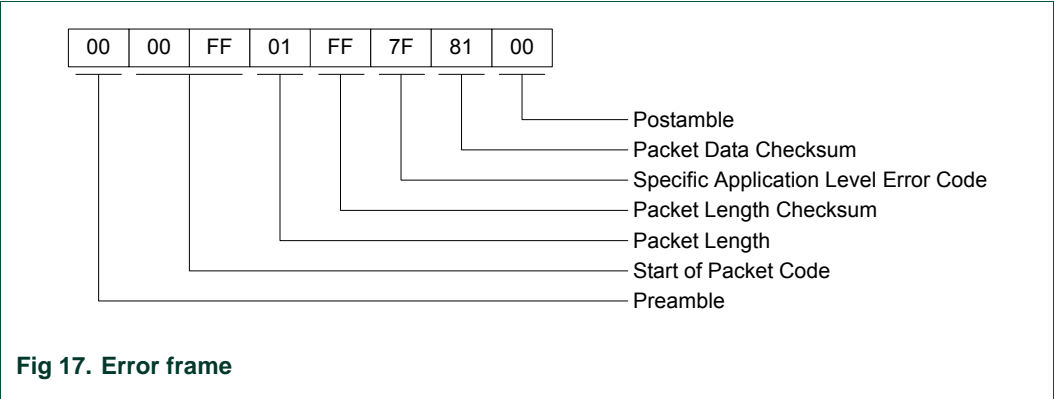 00 00 FF 01 FF 7F 81 00
Postamble
Packet Data Checksum
Specific Application Level Error Code
Packet Length Checksum
Packet Length
Start of Packet Code
Preamble
Fig 17. Error frame